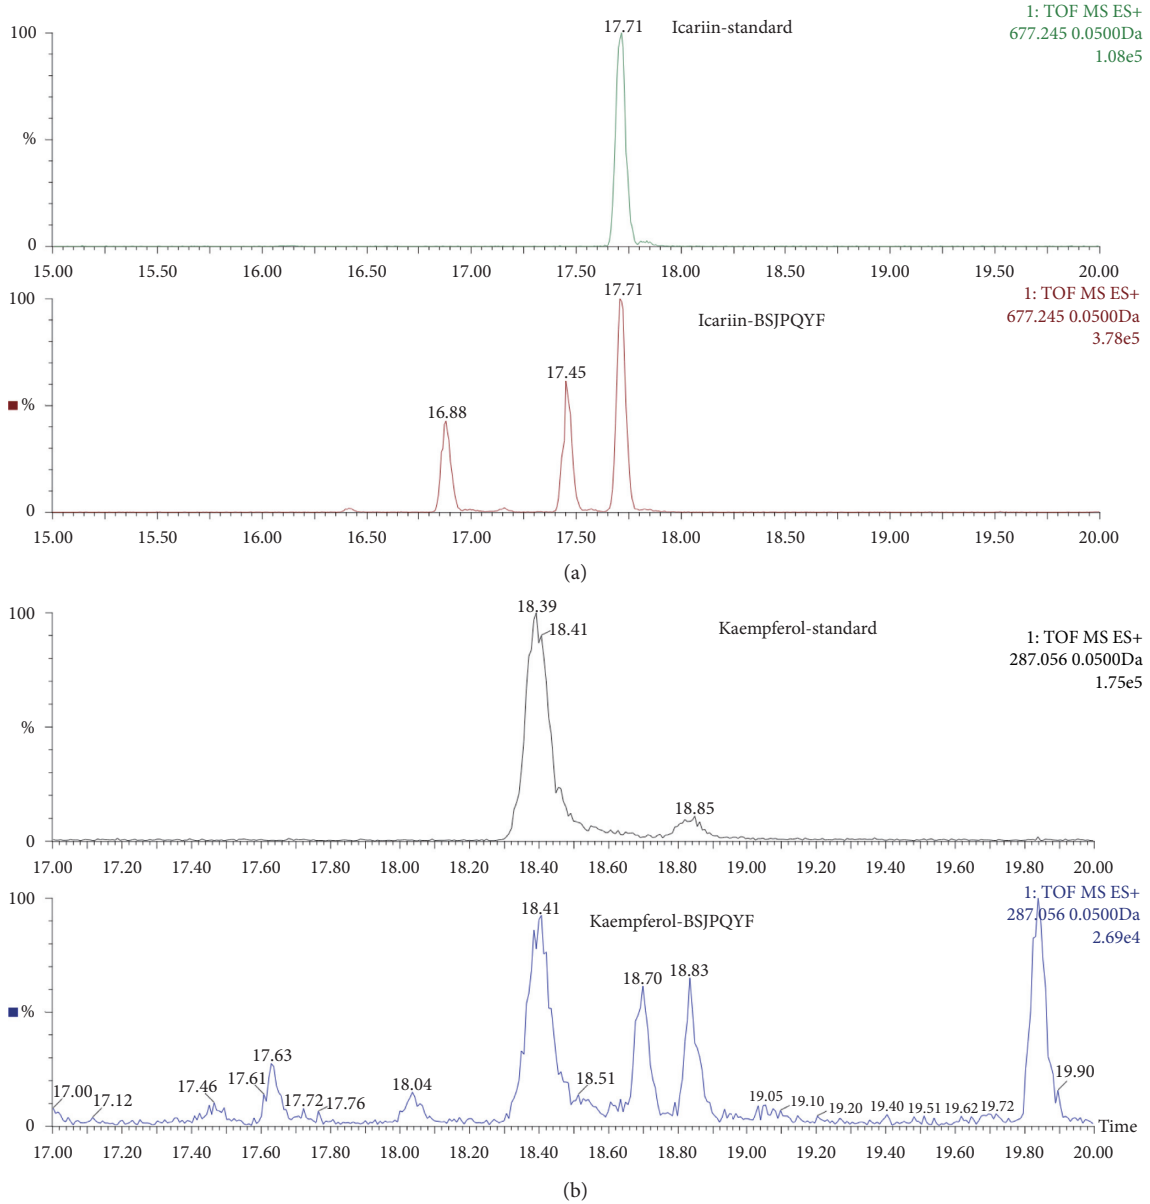 1: TOF MS ES+
677.245 0.0500Da
1.08e5
17.71
Icariin-standard
100
%
0
15.00 15.50 16.00 16.50 17.00 17.50 18.00 18.50 19.00 19.50 20.00
1: TOF MS ES+
677.245 0.0500Da
3.78e5
17.71
Icariin-BSJPQYF
17.45
16.88
100
%
0
15.00 15.50 16.00 16.50 17.00 17.50 18.00 18.50 19.00 19.50 20.00
(a)
18.39
18.41
Kaempferol-standard
1: TOF MS ES+
287.056 0.0500Da
1.75e5
18.85
100
%
0
17.00 17.20 17.40 17.60 17.80 18.00 18.20 18.40 18.60 18.80 19.00 19.20 19.40 19.60 19.80 20.00
1: TOF MS ES+
287.056 0.0500Da
2.69e4
18.41
Kaempferol-BSJPQYF
18.70 18.83
17.63
17.00 17.12 17.46 17.61 17.72 17.76 18.04 18.51 19.05 19.10 19.20 19.40 19.51 19.62 19.72 19.90
100
%
0
Time
17.00 17.20 17.40 17.60 17.80 18.00 18.20 18.40 18.60 18.80 19.00 19.20 19.40 19.60 19.80 20.00
(b)